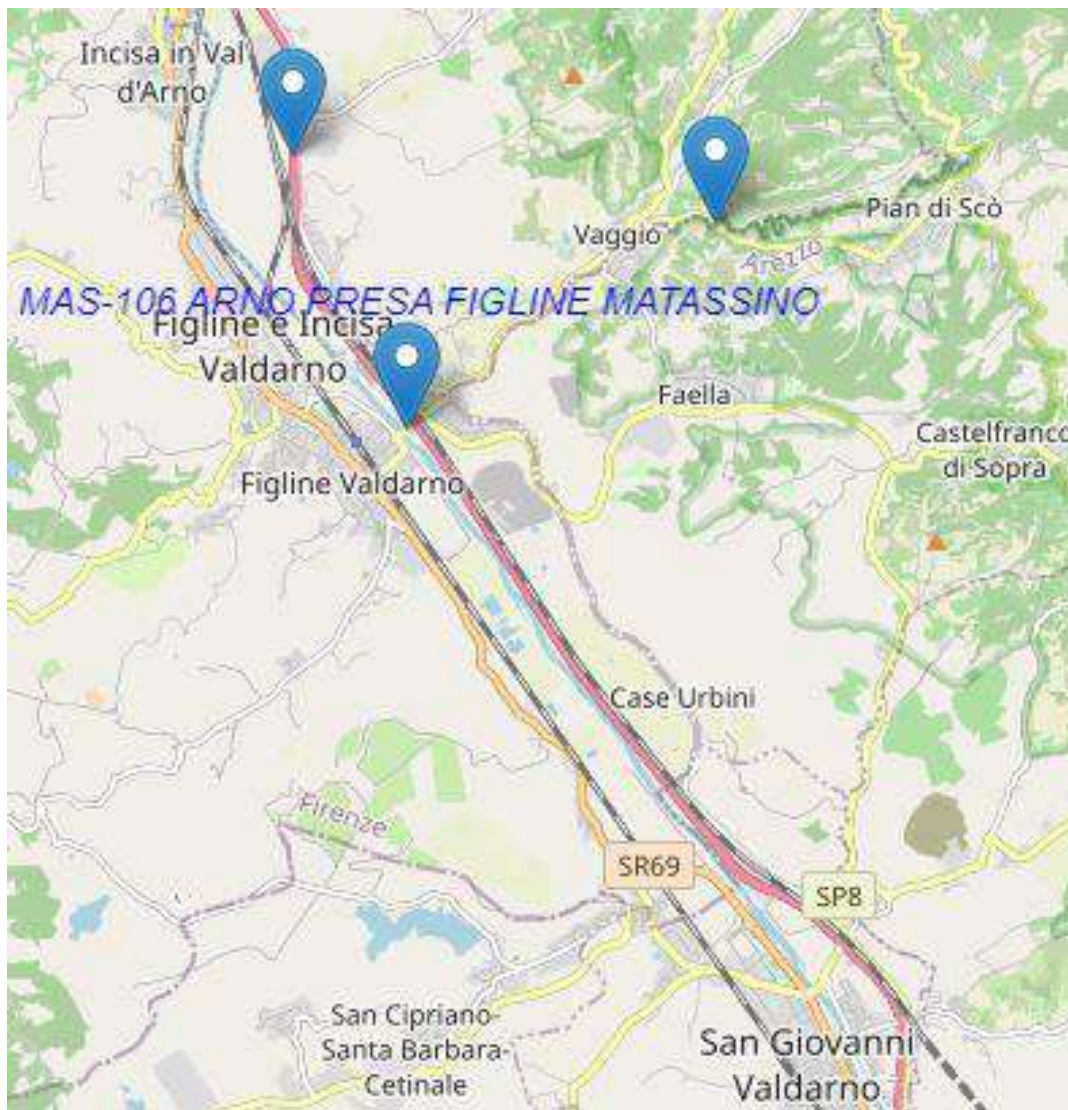 Incisa in Val
d'Arno
Pian di Scò
Vaggio
Arezzo
MAS-106 ARNO PRESA FIGLINE MATASSINO
Figline e Incisa
Valdarno
Faella
Castelfranco
di Sopra
Figline Valdarno
Case Urbini
Firenze
SR69
SP8
San Cipriano-
Santa Barbara-
Cetinale
San Giovanni
Valdarno